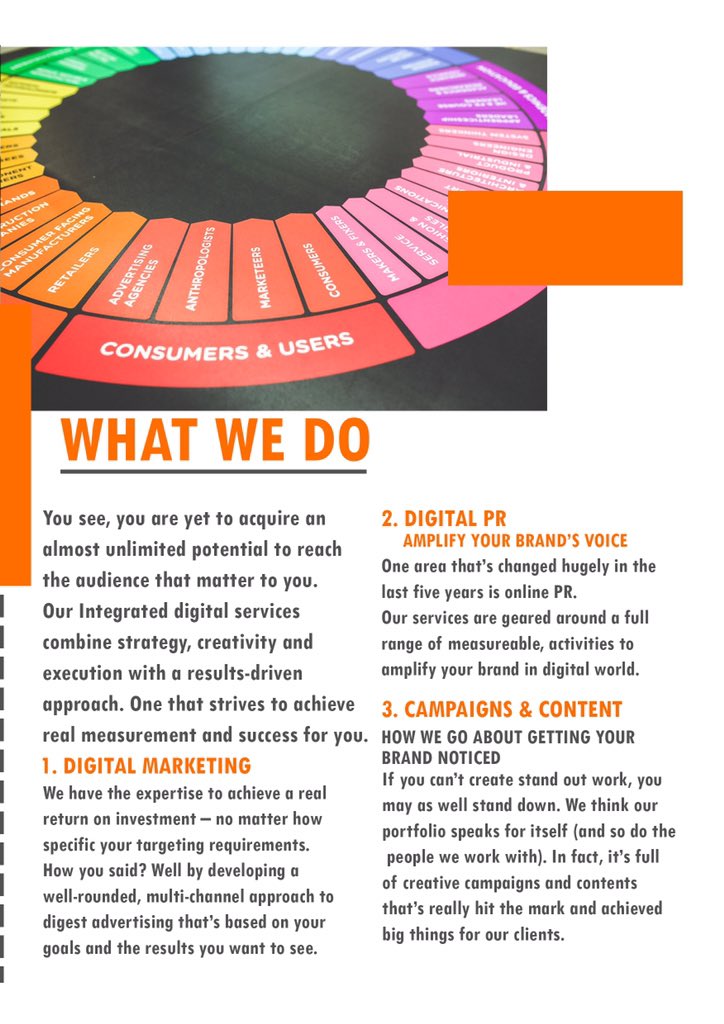 CONSUMER FACING
MANUFACTURERS
RETAILERS
ADVERTISING
AGENCIES
ANTHROPOLOGISTS
MARKETEERS
CONSUMERS
MAKERS & FIXERS
SERVICE
CONSUMERS & USERS
SYSTEM THINKERS
ENGINEERS
DESIGN
& INDUSTRIAL
PRODUCT
& INTERIORS
ARCHITECTURE
APPRENTICESHIP
LEADERS
WHAT WE DO
You see, you are yet to acquire an
almost unlimited potential to reach
the audience that matter to you.
Our Integrated digital services
combine strategy, creativity and
execution with a results-driven
approach. One that strives to achieve
real measurement and success for you.
1. DIGITAL MARKETING
We have the expertise to achieve a real
return on investment – no matter how
specific your targeting requirements.
How you said? Well by developing a
well-rounded, multi-channel approach to
digest advertising that's based on your
goals and the results you want to see.
2. DIGITAL PR
AMPLIFY YOUR BRAND'S VOICE
One area that's changed hugely in the
last five years is online PR.
Our services are geared around a full
range of measureable, activities to
amplify your brand in digital world.
3. CAMPAIGNS & CONTENT
HOW WE GO ABOUT GETTING YOUR
BRAND NOTICED
If you can't create stand out work, you
may as well stand down. We think our
portfolio speaks for itself (and so do the
people we work with). In fact, it's full
of creative campaigns and contents
that's really hit the mark and achieved
big things for our clients.